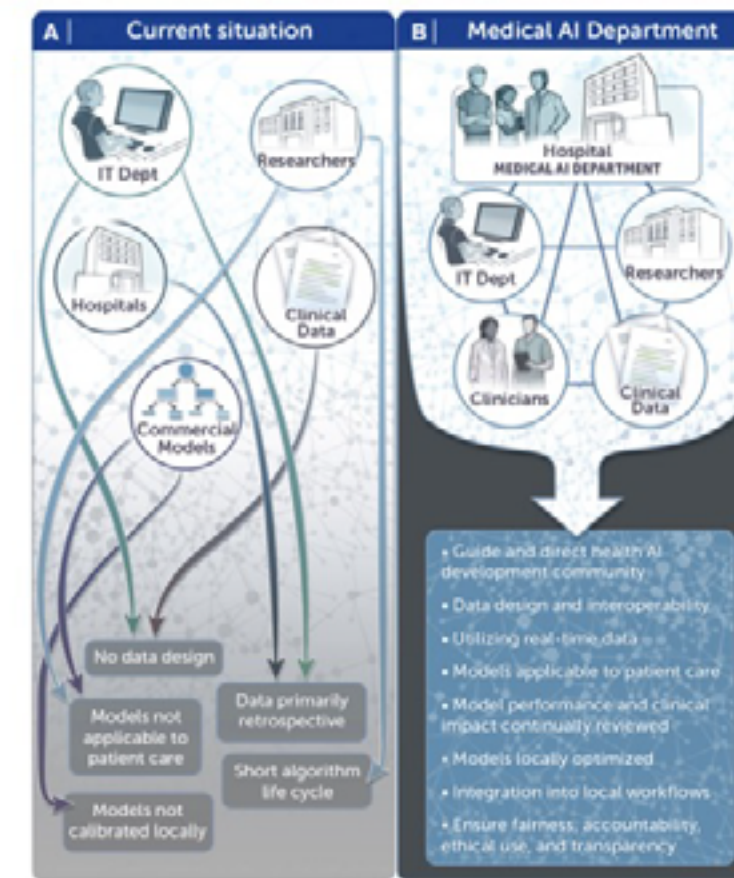 A | Current situation
IT Dept
Researchers
Hospitals
Clinical
Data
Commercial
Models
No data design
Models not
applicable to
patient care
Data primarily
retrospective
Short algorithm
life cycle
Models not
calibrated locally
B | Medical AI Department
Hospital
MEDICAL AI DEPARTMENT
IT Dept
Researchers
Clinicians
Clinical
Data
• Guide and direct health AI
development community
• Data design and interoperability
• Utilizing real-time data
• Models applicable to patient care
• Model performance and clinical
impact continually reviewed
• Models locally optimized
• Integration into local workflows
• Ensure fairness, accountability,
ethical use, and transparency